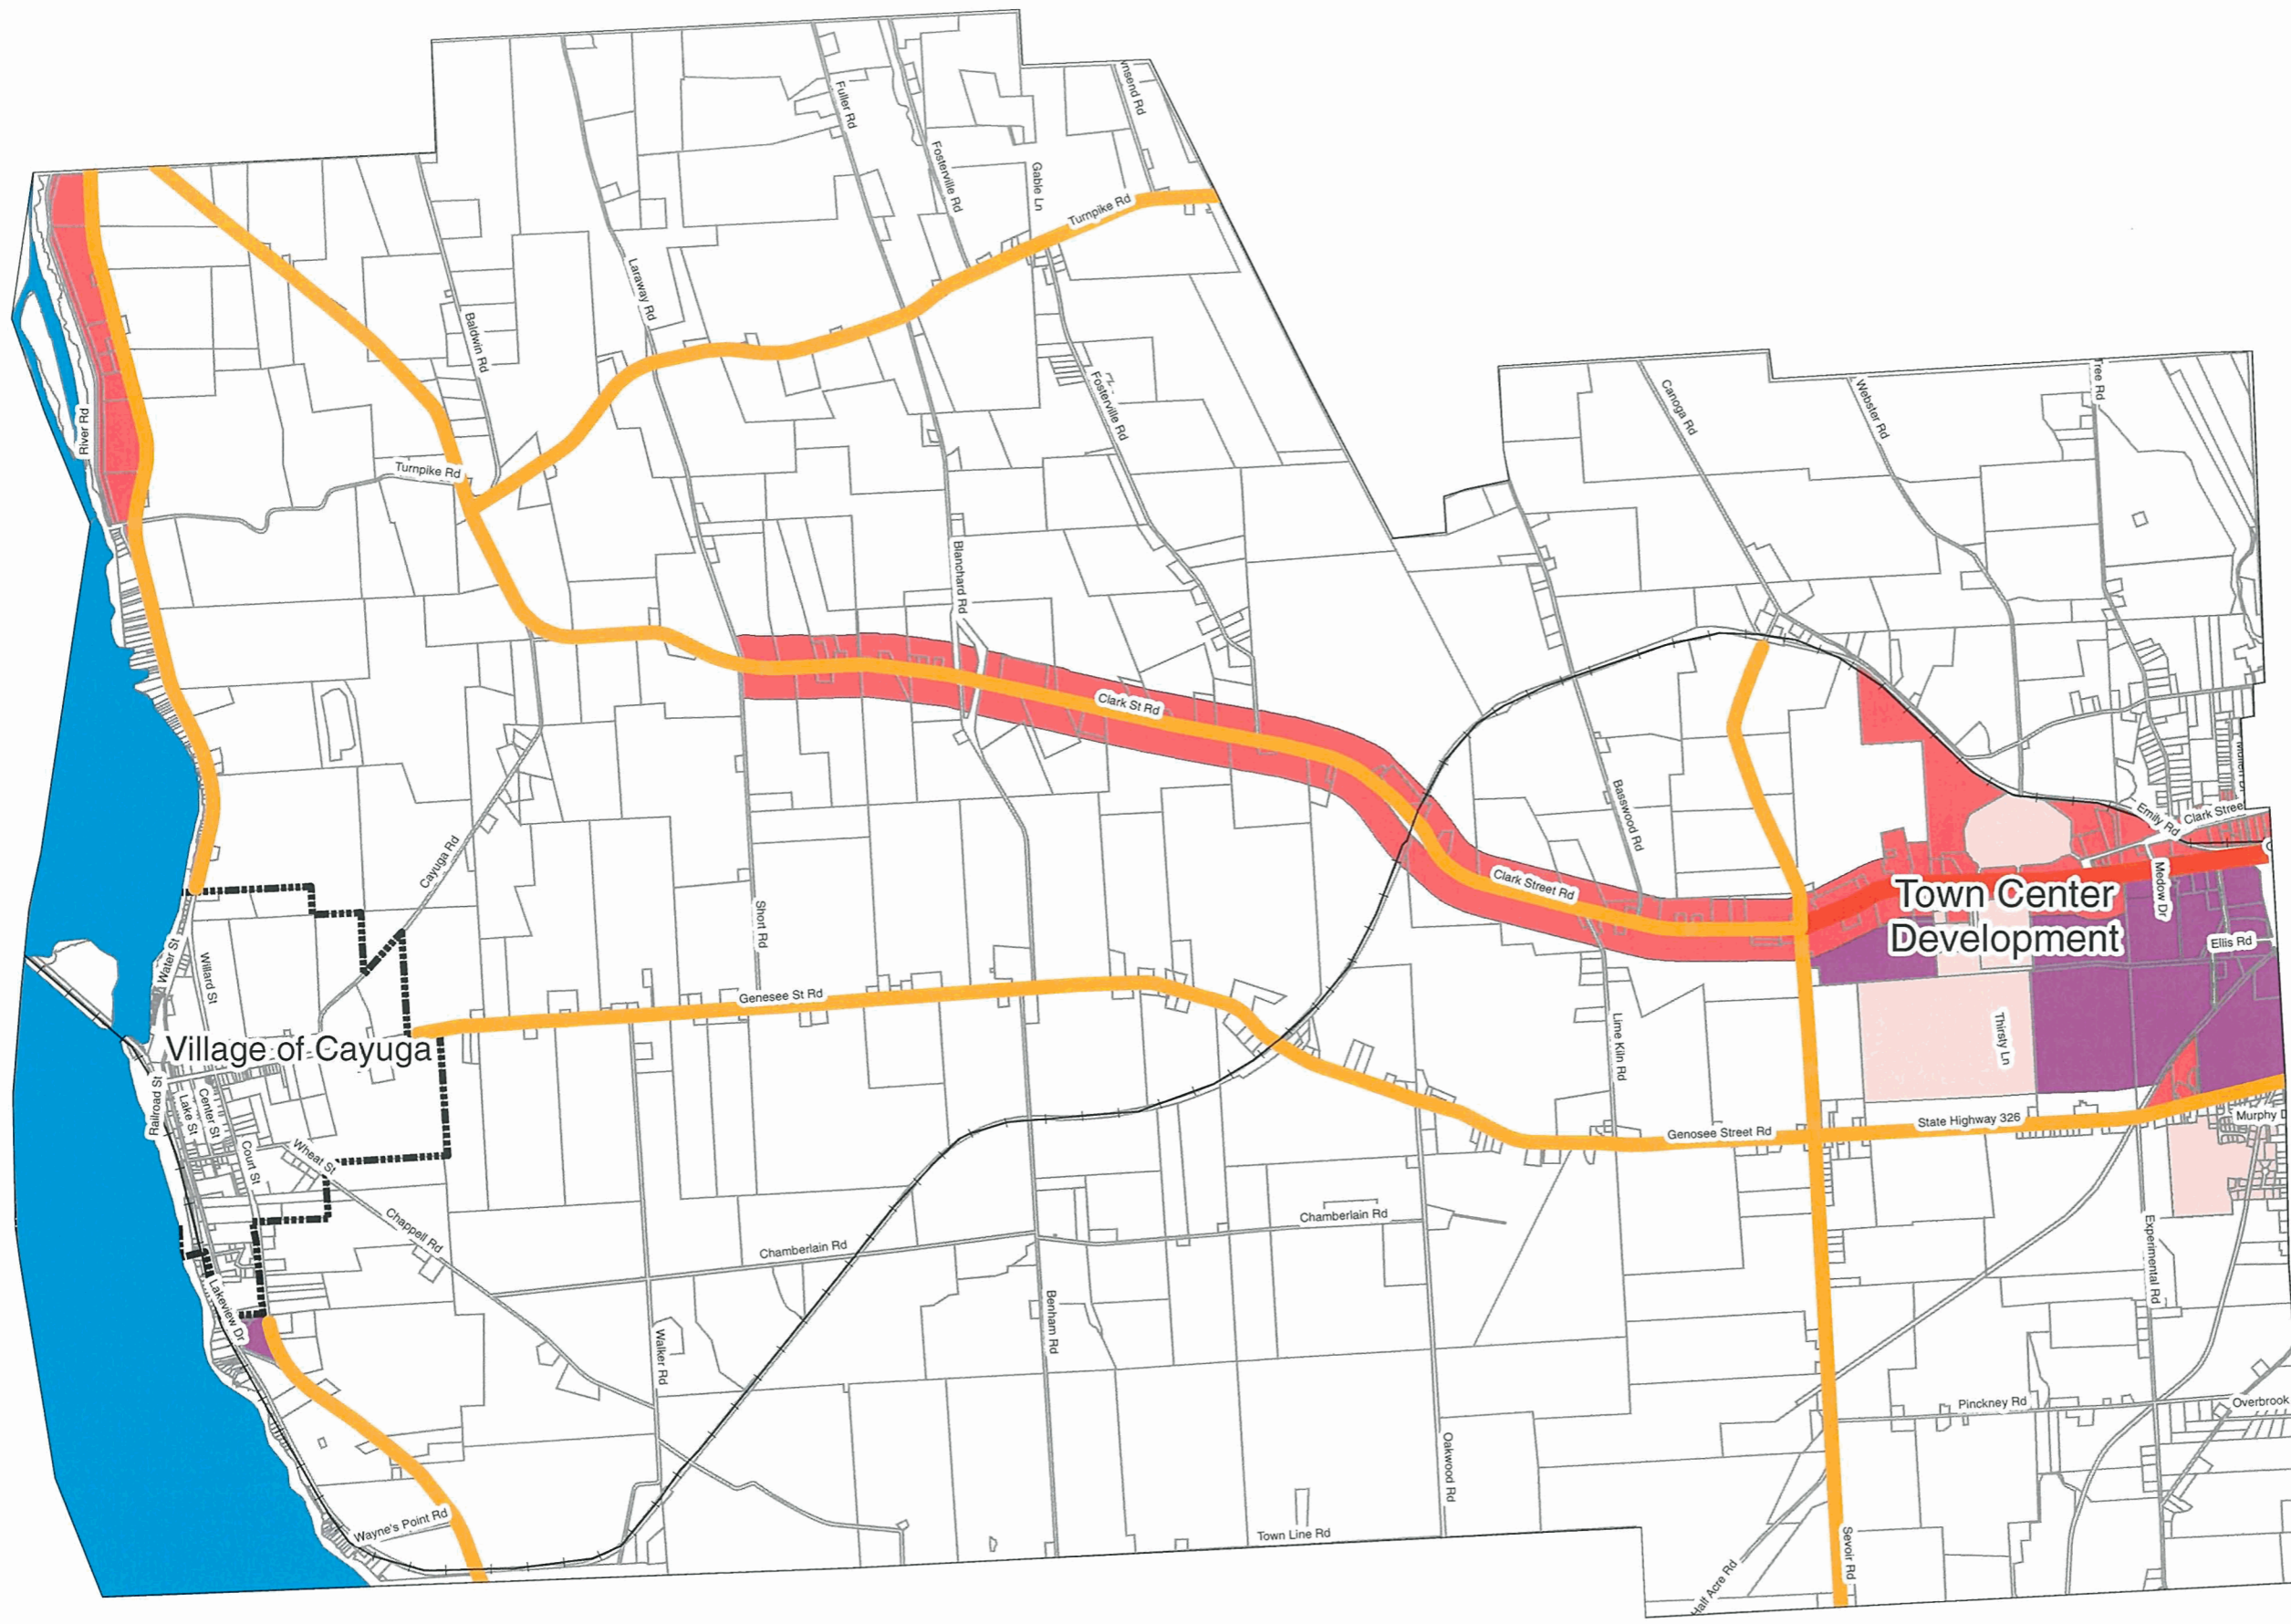 Fuller Rd
nsend Rd
Fosterville Rd
Gable Ln
Turnpike Rd
Laraway Rd
Baldwin Rd
River Rd
Turnpike Rd
Fosterville Rd
Canoga Rd
Webster Rd
Tree Rd
Blanchard Rd
Clark St Rd
Basswood Rd
Emily Rd
Clark Street
Cayuga Rd
Clark Street Rd
Medow Dr
Town Center
Development
Ellis Rd
Short Rd
Water St
Willard St
Genesee St Rd
Village of Cayuga
Thirsty Ln
Lime Kiln Rd
Railroad St
Lake St
Center St
Court St
Wheat St
Genosee Street Rd
State Highway 326
Murphy D
Chappell Rd
Chamberlain Rd
Chamberlain Rd
Experimental Rd
Lakeview Dr
Walker Rd
Benham Rd
Pinckney Rd
Overbrook
Oakwood Rd
Wayne's Point Rd
Town Line Rd
Sevoir Rd
Half Acre Rd